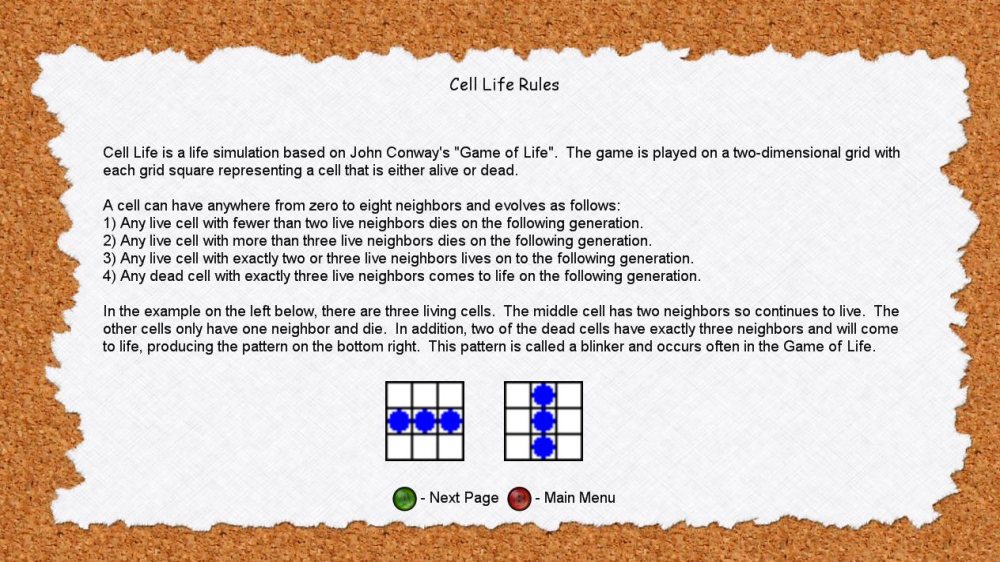 Cell Life Rules
Cell Life is a life simulation based on John Conway's "Game of Life".  The game is played on a two-dimensional grid with
each grid square representing a cell that is either alive or dead.
A cell can have anywhere from zero to eight neighbors and evolves as follows:
1) Any live cell with fewer than two live neighbors dies on the following generation.
2) Any live cell with more than three live neighbors dies on the following generation.
3) Any live cell with exactly two or three live neighbors lives on to the following generation.
4) Any dead cell with exactly three live neighbors comes to life on the following generation.
In the example on the left below, there are three living cells.  The middle cell has two neighbors so continues to live.  The
other cells only have one neighbor and die.  In addition, two of the dead cells have exactly three neighbors and will come
to life, producing the pattern on the bottom right.  This pattern is called a blinker and occurs often in the Game of Life.
- Next Page - Main Menu